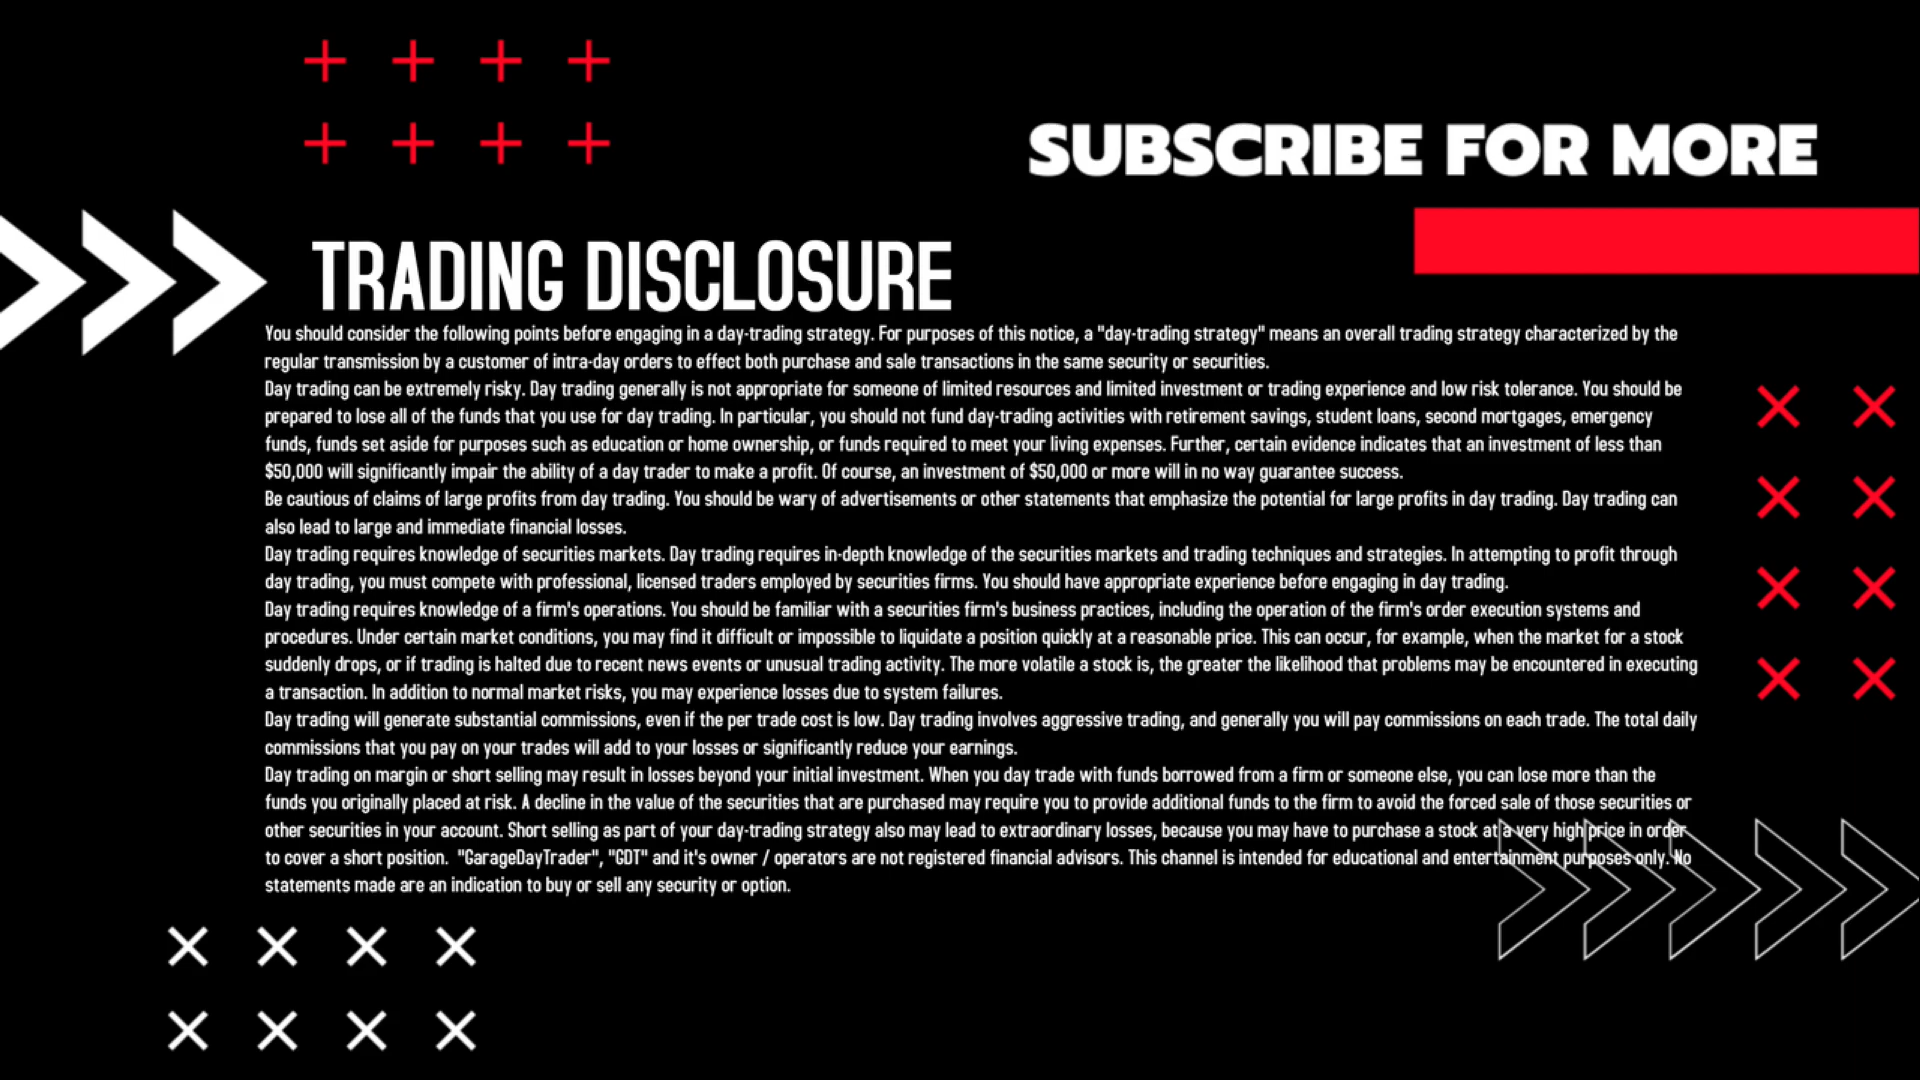 SUBSCRIBE FOR MORE
TRADING DISCLOSURE
You should consider the following points before engaging in a day-trading strategy. For purposes of this notice, a "day-trading strategy" means an overall trading strategy characterized by the
regular transmission by a customer of intra-day orders to effect both purchase and sale transactions in the same security or securities.
Day trading can be extremely risky. Day trading generally is not appropriate for someone of limited resources and limited investment or trading experience and low risk tolerance. You should be
prepared to lose all of the funds that you use for day trading. In particular, you should not fund day-trading activities with retirement savings, student loans, second mortgages, emergency
funds, funds set aside for purposes such as education or home ownership, or funds required to meet your living expenses. Further, certain evidence indicates that an investment of less than
$50,000 will significantly impair the ability of a day trader to make a profit. Of course, an investment of $50,000 or more will in no way guarantee success.
Be cautious of claims of large profits from day trading. You should be wary of advertisements or other statements that emphasize the potential for large profits in day trading. Day trading can
also lead to large and immediate financial losses.
Day trading requires knowledge of securities markets. Day trading requires in-depth knowledge of the securities markets and trading techniques and strategies. In attempting to profit through
day trading, you must compete with professional, licensed traders employed by securities firms. You should have appropriate experience before engaging in day trading.
Day trading requires knowledge of a firm's operations. You should be familiar with a securities firm's business practices, including the operation of the firm's order execution systems and
procedures. Under certain market conditions, you may find it difficult or impossible to liquidate a position quickly at a reasonable price. This can occur, for example, when the market for a stock
suddenly drops, or if trading is halted due to recent news events or unusual trading activity. The more volatile a stock is, the greater the likelihood that problems may be encountered in executing
a transaction. In addition to normal market risks, you may experience losses due to system failures.
Day trading will generate substantial commissions, even if the per trade cost is low. Day trading involves aggressive trading, and generally you will pay commissions on each trade. The total daily
commissions that you pay on your trades will add to your losses or significantly reduce your earnings.
Day trading on margin or short selling may result in losses beyond your initial investment. When you day trade with funds borrowed from a firm or someone else, you can lose more than the
funds you originally placed at risk. A decline in the value of the securities that are purchased may require you to provide additional funds to the firm to avoid the forced sale of those securities or
other securities in your account. Short selling as part of your day-trading strategy also may lead to extraordinary losses, because you may have to purchase a stock at a very high price in order
to cover a short position. "GarageDayTrader", "GDT" and it's owner / operators are not registered financial advisors. This channel is intended for educational and entertainment purposes only. No
statements made are an indication to buy or sell any security or option.